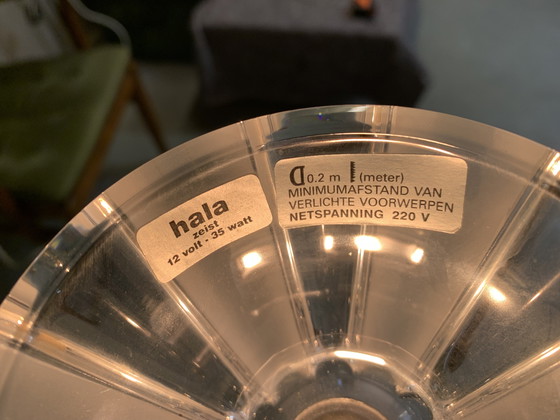 hala
zeist
12 volt - 35 watt
0.2 m (meter)
MINIMUMAFSTAND VAN
VERLICHTE VOORWERPEN
NETSPANNING 220 V